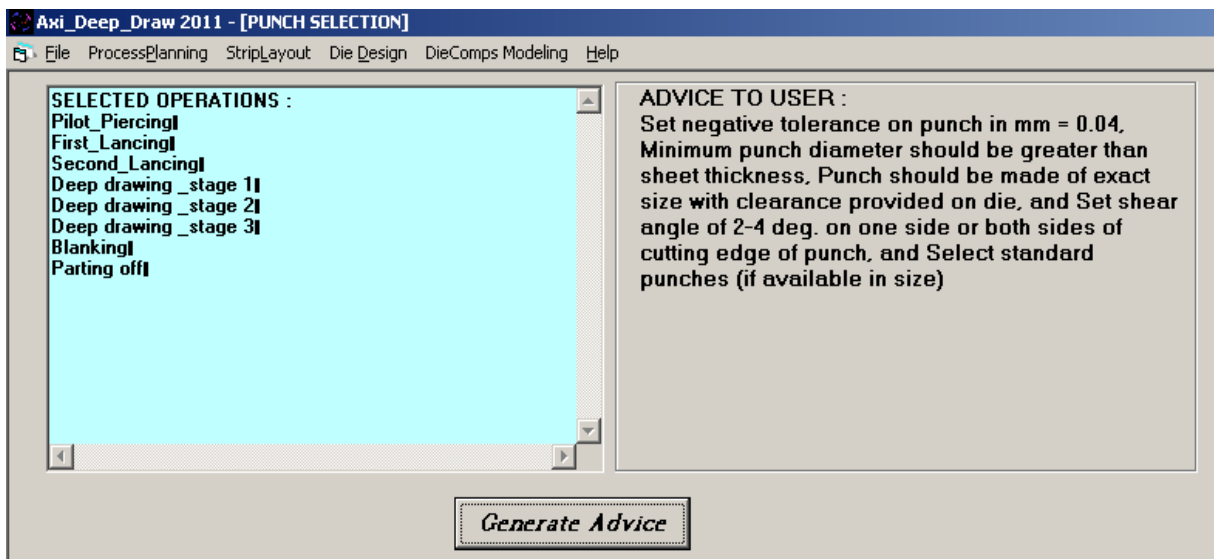 Axi_Deep_Draw 2011 - [PUNCH SELECTION]
File ProcessPlanning StripLayout Die Design DieComps Modeling Help
SELECTED OPERATIONS :
Pilot_Piercing
First_Lancing
Second_Lancing
Deep drawing _stage 1
Deep drawing _stage 2
Deep drawing _stage 3
Blanking
Parting off
ADVICE TO USER :
Set negative tolerance on punch in mm = 0.04,
Minimum punch diameter should be greater than
sheet thickness, Punch should be made of exact
size with clearance provided on die, and Set shear
angle of 2-4 deg. on one side or both sides of
cutting edge of punch, and Select standard
punches (if available in size)
Generate Advice